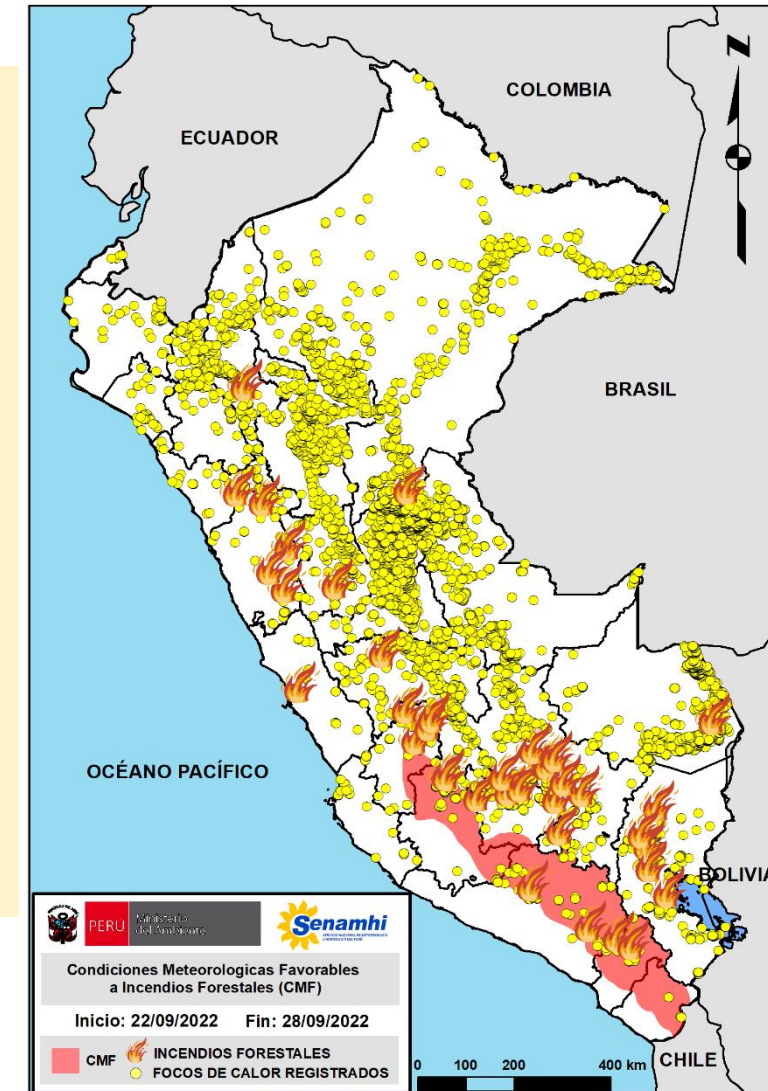 COLOMBIA
ECUADOR
N
BRASIL
OCÉANO PACÍFICO
BOLIVIA
PERÚ
Ministerio
del Ambiente
Senamhi
Condiciones Meteorologicas Favorables
a Incendios Forestales (CMF)
Inicio: 22/09/2022 Fin: 28/09/2022
CMF
INCENDIOS FORESTALES
FOCOS DE CALOR REGISTRADOS
0 100 200 400 km
CHILE